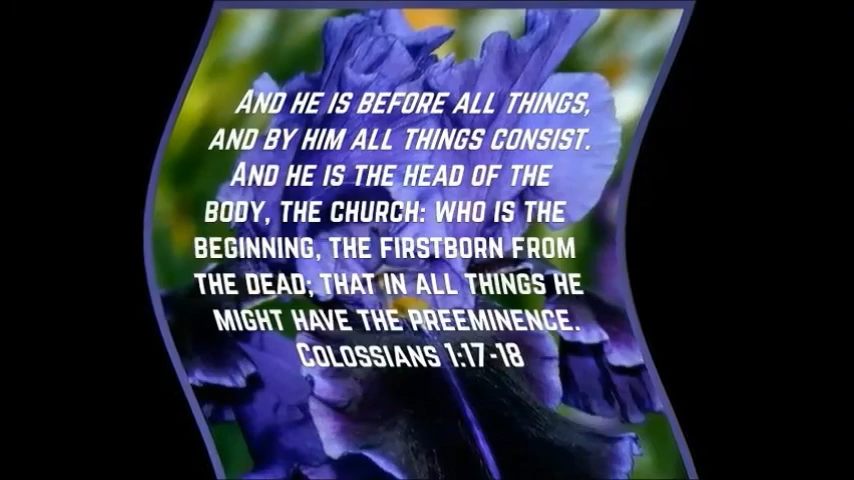 And he is before all things,
and by him all things consist.
And he is the head of the
body, the church: who is the
beginning, the firstborn from
the dead; that in all things he
might have the preeminence.
Colossians 1:17-18